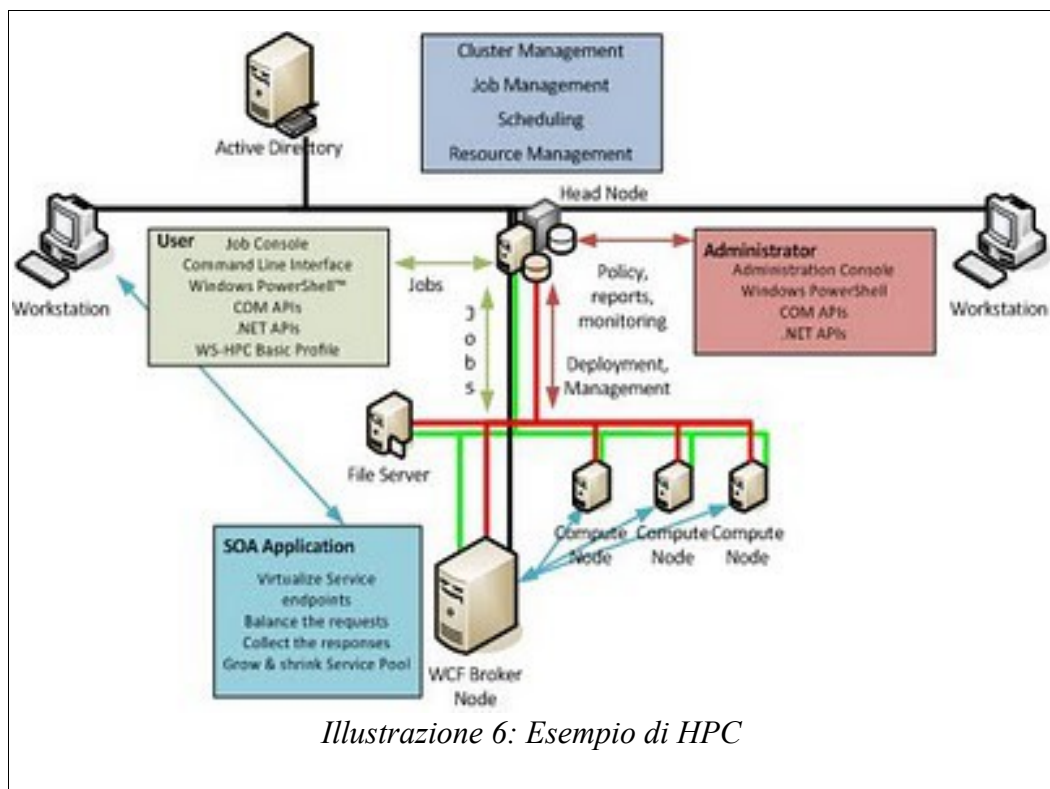 Cluster Management
Job Management
Scheduling
Resource Management
Active Directory
Head Node
Workstation
User
Job Console
Command Line Interface
Windows PowerShell™
COM APIs
.NET APIs
WS-HPC Basic Profile
Jobs
Jobs
Policy,
reports,
monitoring
Deployment,
Management
Administrator
Administration Console
Windows PowerShell
COM APIs
.NET APIs
Workstation
File Server
Compute Node
Compute Node
Compute Node
SOA Application
Virtualize Service
endpoints
Balance the requests
Collect the responses
Grow & shrink Service Pool
WCF Broker
Node
Illustrazione 6: Esempio di HPC